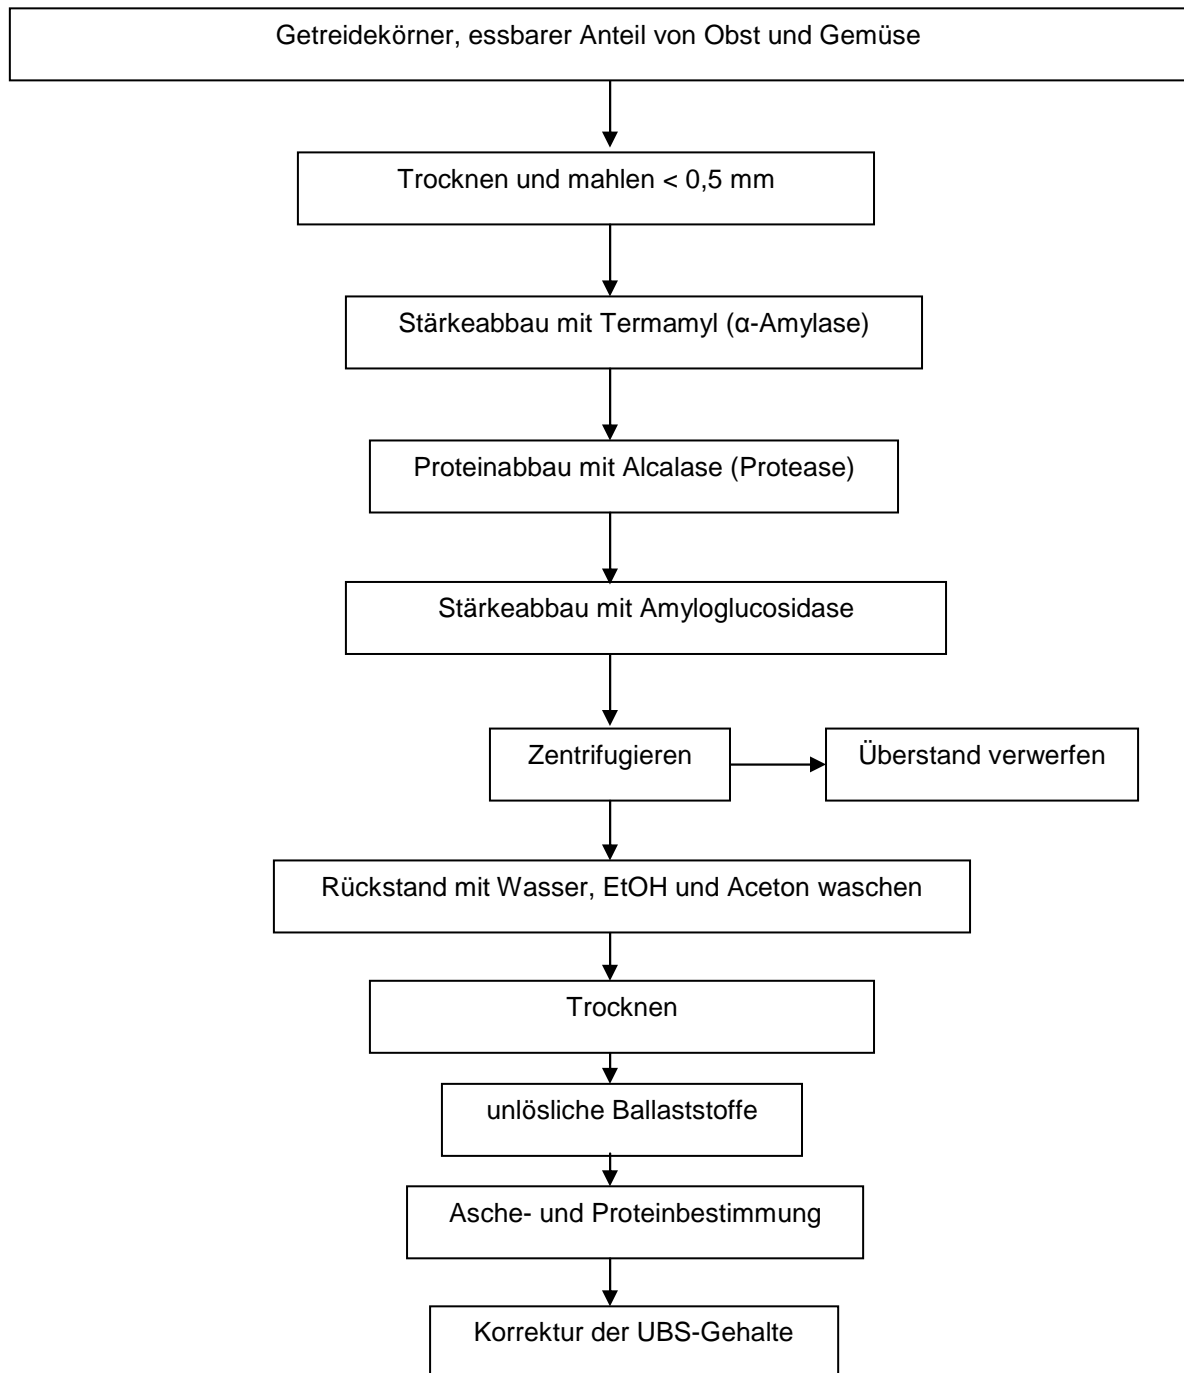 Getreidekörner, essbarer Anteil von Obst und Gemüse
Trocknen und mahlen < 0,5 mm
Stärkeabbau mit Termamyl (α-Amylase)
Proteinabbau mit Alcalase (Protease)
Stärkeabbau mit Amyloglucosidase
Zentrifugieren
Überstand verwerfen
Rückstand mit Wasser, EtOH und Aceton waschen
Trocknen
unlösliche Ballaststoffe
Asche- und Proteinbestimmung
Korrektur der UBS-Gehalte